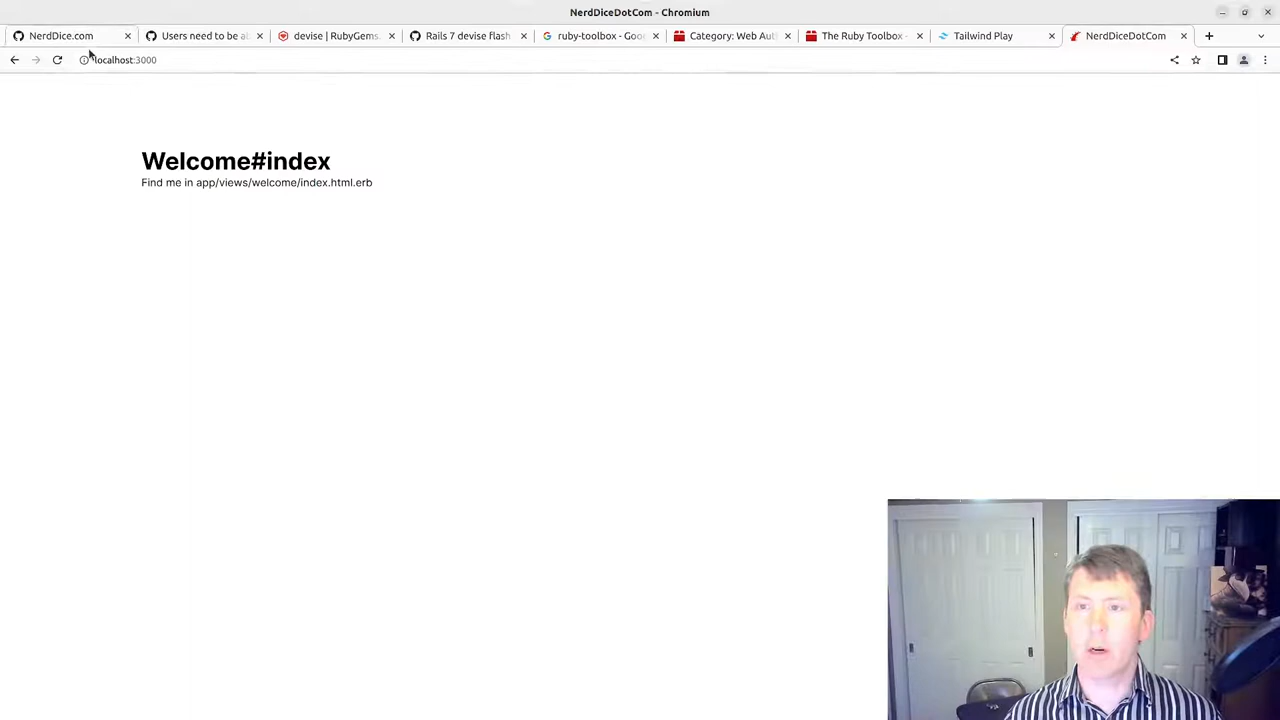 NerdDiceDotCom - Chromium
NerdDice.com
Users need to be a
devise | RubyGems.
Rails 7 devise flash
ruby-toolbox - Goo
Category: Web Aut
The Ruby Toolbox -
Tailwind Play
NerdDiceDotCom
localhost:3000
Welcome#index
Find me in app/views/welcome/index.html.erb